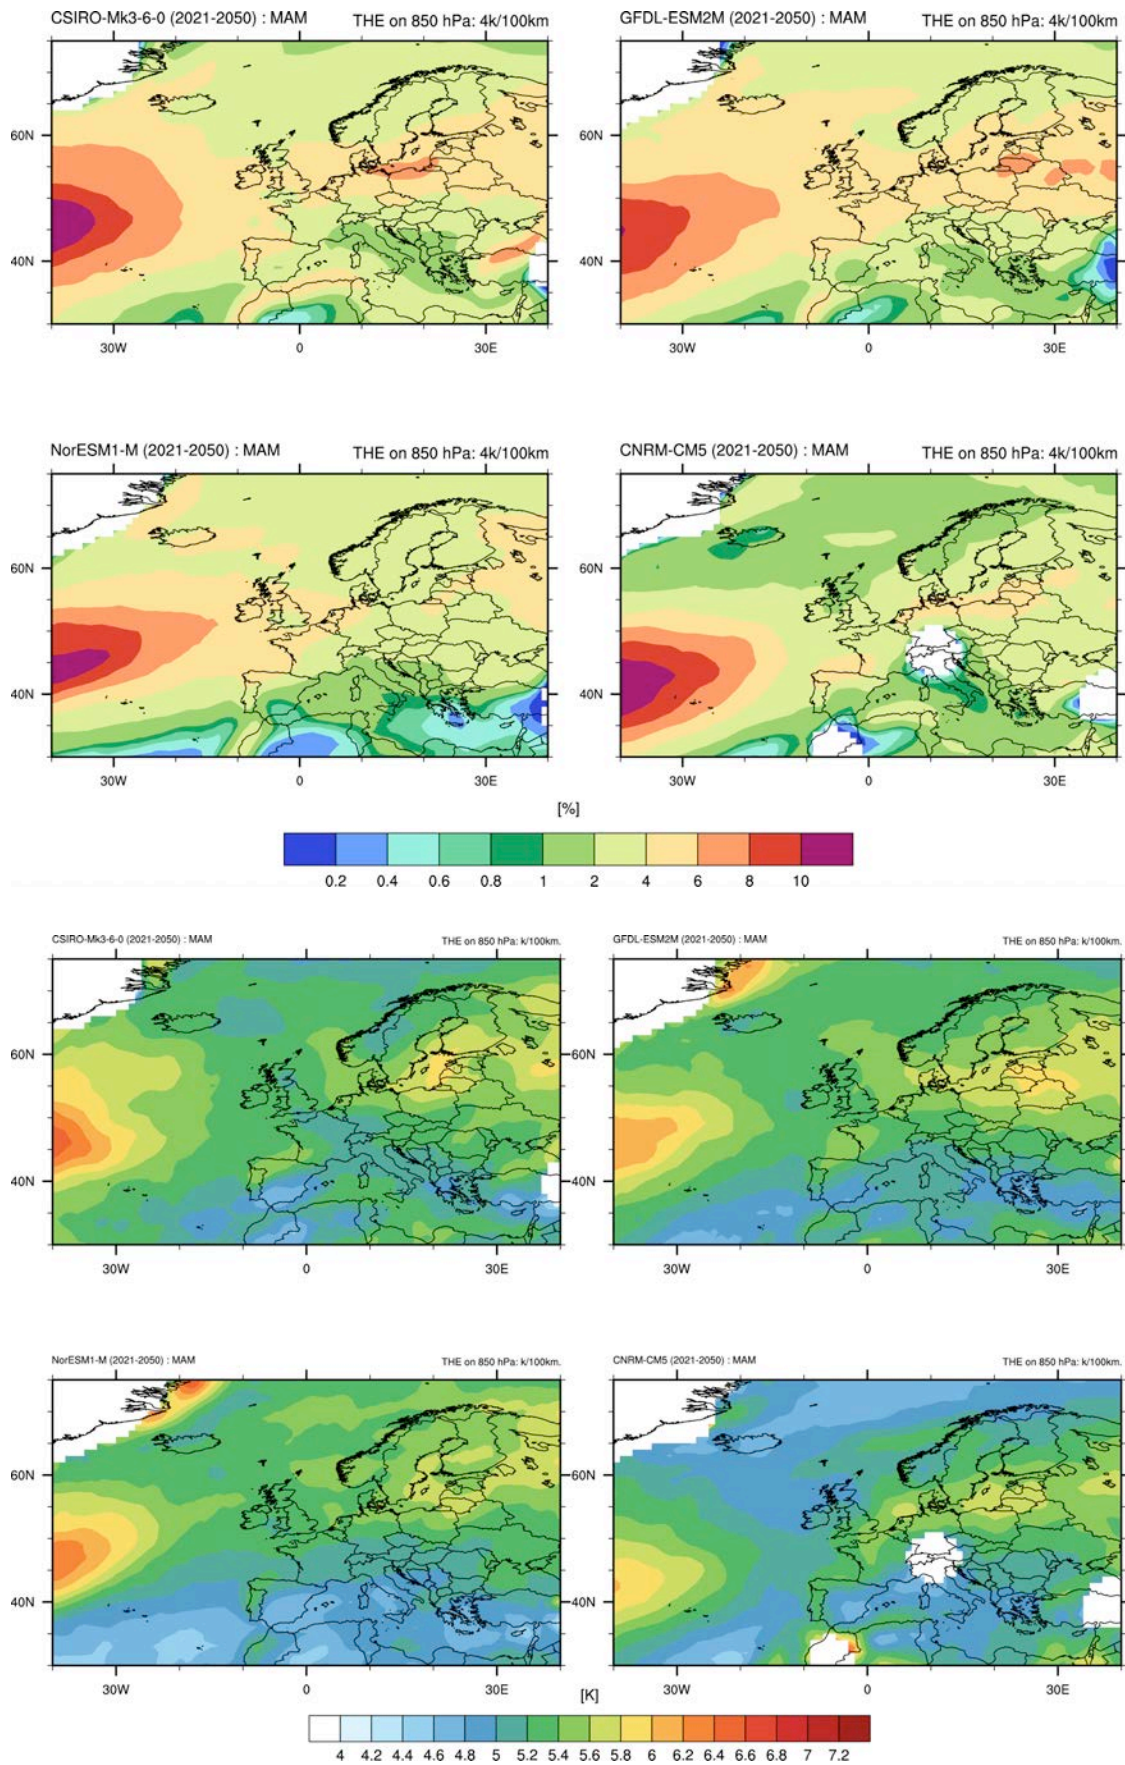 CSIRO-Mk3-6-0 (2021-2050) : MAM THE on 850 hPa: 4k/100km
GFDL-ESM2M (2021-2050) : MAM THE on 850 hPa: 4k/100km
60N
60N
40N
40N
30W 0 30E
30W 0 30E
NorESM1-M (2021-2050) : MAM THE on 850 hPa: 4k/100km
CNRM-CM5 (2021-2050) : MAM THE on 850 hPa: 4k/100km
60N
60N
40N
40N
30W 0 30E
30W 0 30E
[%]
0.2 0.4 0.6 0.8 1 2 4 6 8 10
CSIRO-Mk3-6-0 (2021-2050) : MAM THE on 850 hPa: k/100km.
GFDL-ESM2M (2021-2050) : MAM THE on 850 hPa: k/100km.
60N
60N
40N
40N
30W 0 30E
30W 0 30E
NorESM1-M (2021-2050) : MAM THE on 850 hPa: k/100km.
CNRM-CM5 (2021-2050) : MAM THE on 850 hPa: k/100km.
60N
60N
40N
40N
30W 0 30E
30W 0 30E
[K]
4 4.2 4.4 4.6 4.8 5 5.2 5.4 5.6 5.8 6 6.2 6.4 6.6 6.8 7 7.2